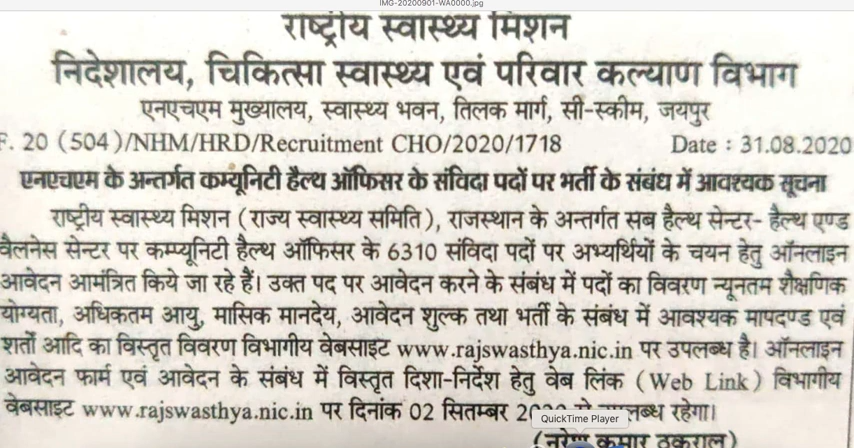 IMG-20200901-WA0000.jpg
राष्ट्रीय स्वास्थ्य मिशन
निदेशालय, चिकित्सा स्वास्थ्य एवं परिवार कल्याण विभाग
एनएचएम मुख्यालय, स्वास्थ्य भवन, तिलक मार्ग, सी-स्कीम, जयपुर
F. 20 (504)/NHM/HRD/Recruitment CHO/2020/1718 Date : 31.08.2020
एनएचएम के अन्तर्गत कम्यूनिटी हैल्थ ऑफिसर के संविदा पदों पर भर्ती के संबंध में आवश्यक सूचना
राष्ट्रीय स्वास्थ्य मिशन (राज्य स्वास्थ्य समिति), राजस्थान के अन्तर्गत सब हैल्थ सेन्टर- हैल्थ एण्ड
वैलनेस सेन्टर पर कम्प्यूनिटी हैल्थ ऑफिसर के 6310 संविदा पदों पर अभ्यर्थियों के चयन हेतु ऑनलाइन
आवेदन आमंत्रित किये जा रहे हैं। उक्त पद पर आवेदन करने के संबंध में पदों का विवरण न्यूनतम शैक्षणिक
योग्यता, अधिकतम आयु, मासिक मानदेय, आवेदन शुल्क तथा भर्ती के संबंध में आवश्यक मापदण्ड एवं
शर्तों आदि का विस्तृत विवरण विभागीय वेबसाइट www.rajswasthya.nic.in पर उपलब्ध है। ऑनलाइन
आवेदन फार्म एवं आवेदन के संबंध में विस्तृत दिशा-निर्देश हेतु वेब लिंक (Web Link) विभागीय
वेबसाइट www.rajswasthya.nic.in पर दिनांक 02 सितम्बर रहेगा।
QuickTime Player
(नरेश कुमार ठकराल)